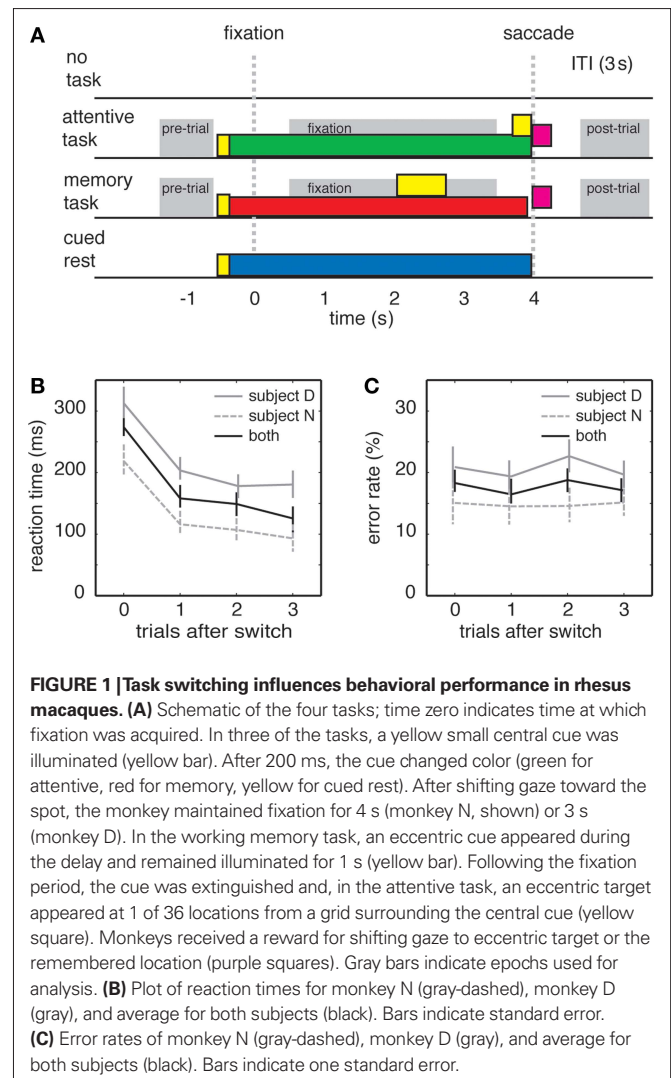 A
fixation
saccade
no
task
ITI (3 s)
attentive
task
pre-trial
fixation
post-trial
memory
task
pre-trial
fixation
post-trial
cued
rest
-1 0 1 2 3 4
time (s)
B
reaction time (ms)
300
200
100
0
subject D
subject N
both
0 1 2 3
trials after switch
C
error rate (%)
30
20
10
0
subject D
subject N
both
0 1 2 3
trials after switch
FIGURE 1 | Task switching influences behavioral performance in rhesus
macaques. (A) Schematic of the four tasks; time zero indicates time at which
fixation was acquired. In three of the tasks, a yellow small central cue was
illuminated (yellow bar). After 200 ms, the cue changed color (green for
attentive, red for memory, yellow for cued rest). After shifting gaze toward the
spot, the monkey maintained fixation for 4 s (monkey N, shown) or 3 s
(monkey D). In the working memory task, an eccentric cue appeared during
the delay and remained illuminated for 1 s (yellow bar). Following the fixation
period, the cue was extinguished and, in the attentive task, an eccentric target
appeared at 1 of 36 locations from a grid surrounding the central cue (yellow
square). Monkeys received a reward for shifting gaze to eccentric target or the
remembered location (purple squares). Gray bars indicate epochs used for
analysis. (B) Plot of reaction times for monkey N (gray-dashed), monkey D
(gray), and average for both subjects (black). Bars indicate standard error.
(C) Error rates of monkey N (gray-dashed), monkey D (gray), and average for
both subjects (black). Bars indicate one standard error.